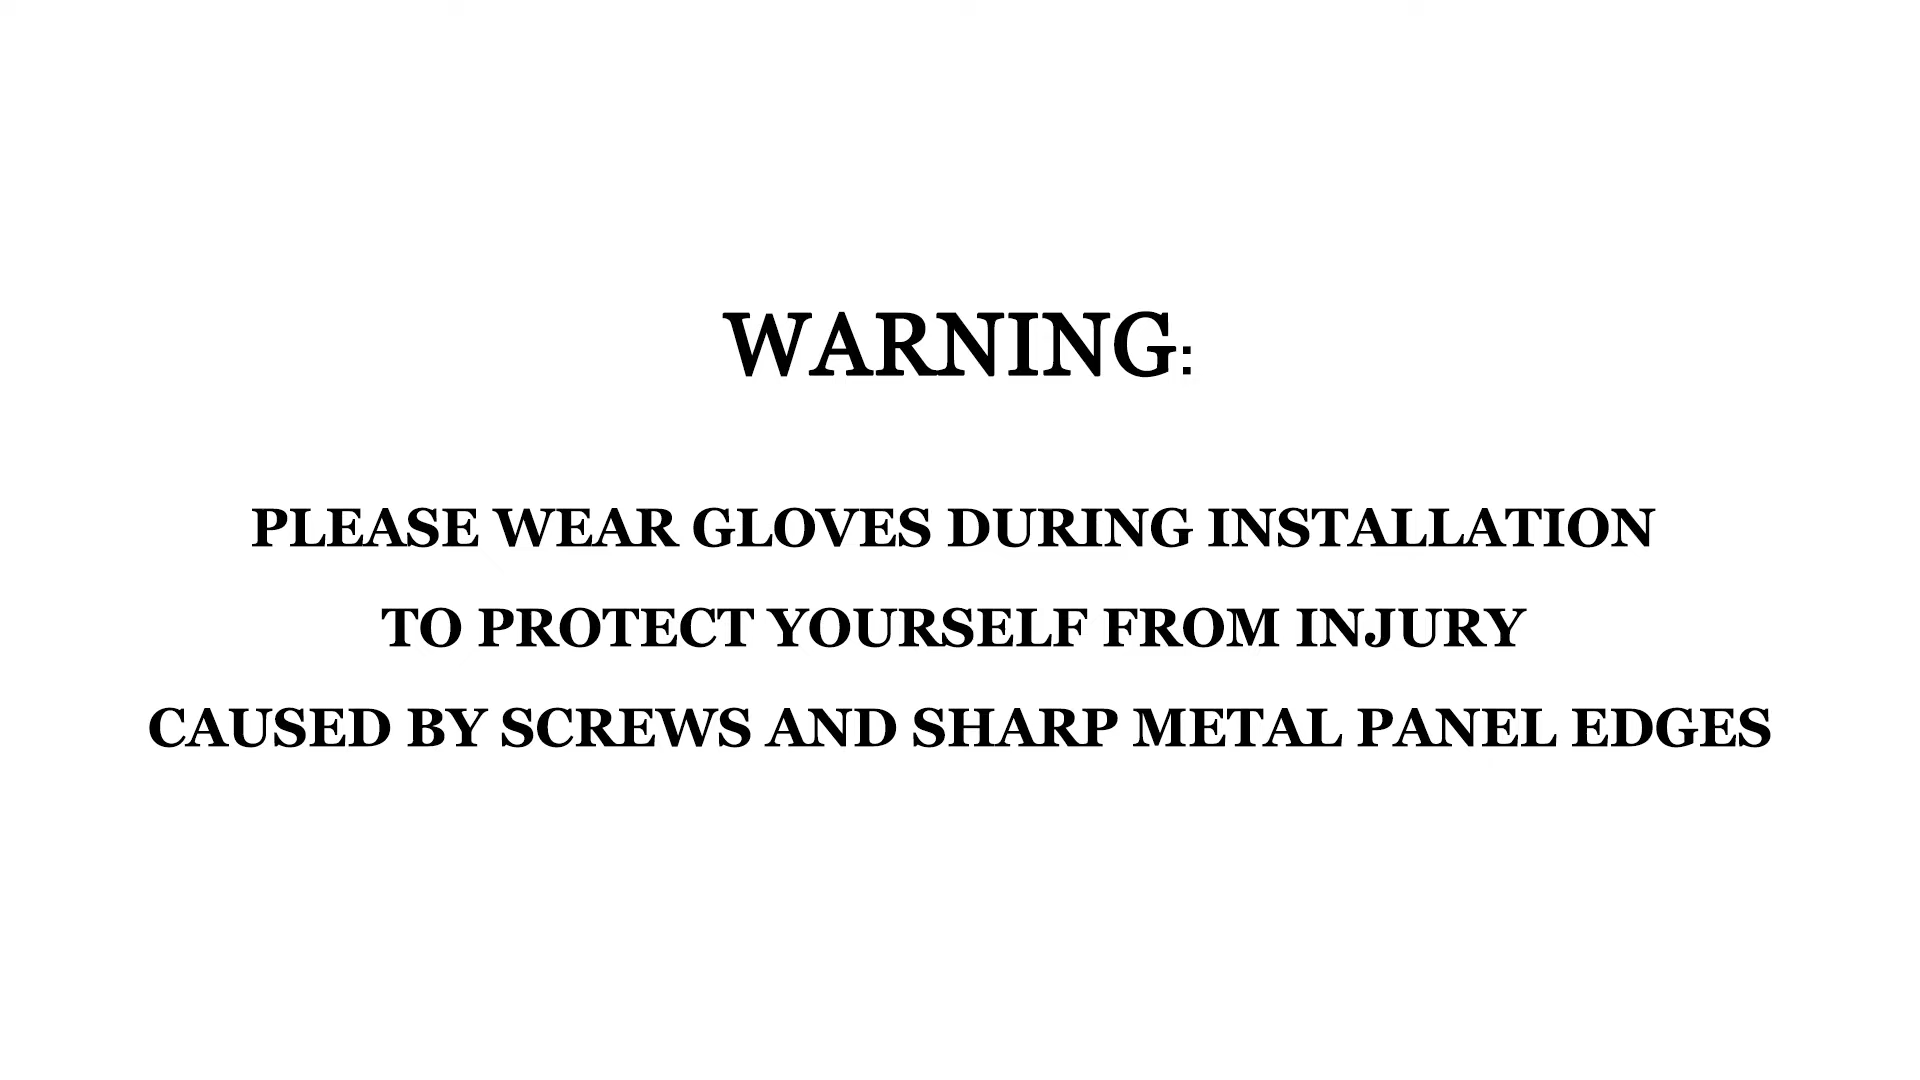 WARNING:
PLEASE WEAR GLOVES DURING INSTALLATION
TO PROTECT YOURSELF FROM INJURY
CAUSED BY SCREWS AND SHARP METAL PANEL EDGES